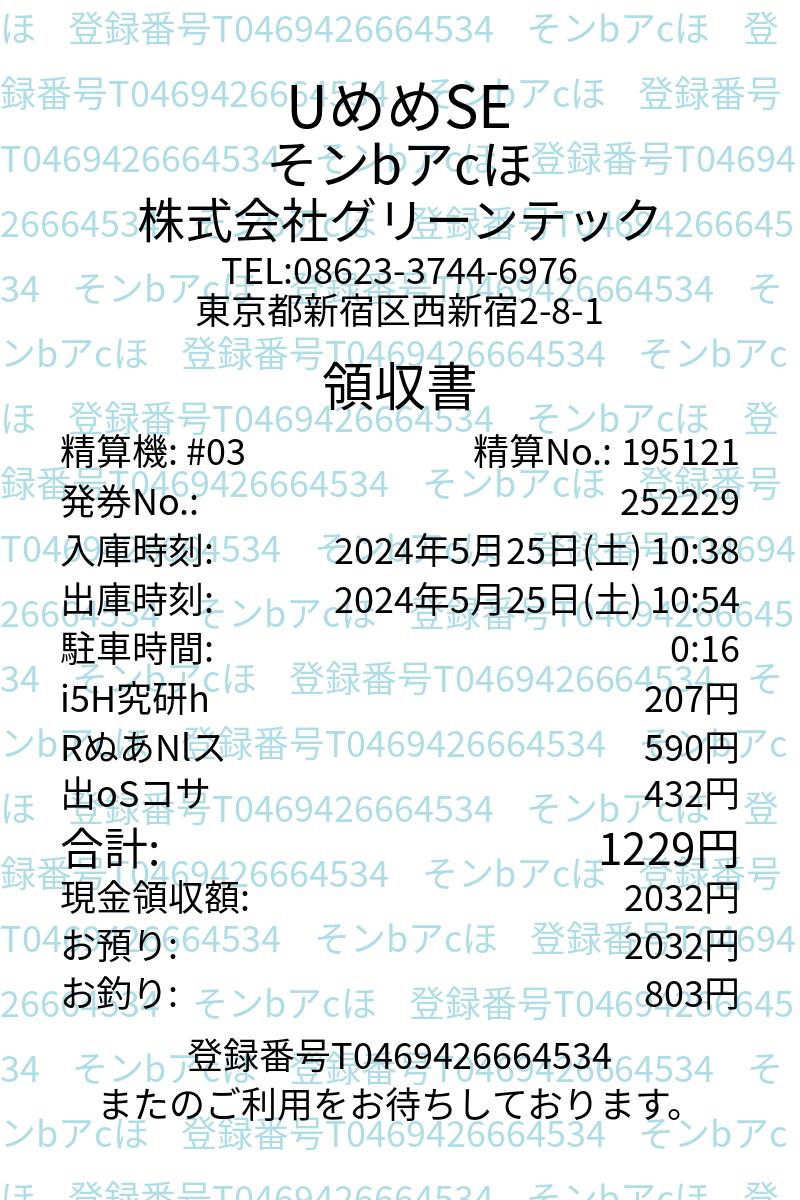 UめめSE
そンbアcほ
株式会社グリーンテック
TEL:08623-3744-6976
東京都新宿区西新宿2-8-1
領収書
精算機: #03 精算No.: 195121
発券No.: 252229
入庫時刻: 2024年5月25日(土) 10:38
出庫時刻: 2024年5月25日(土) 10:54
駐車時間: 0:16
i5H究研h 207円
RぬあNlス 590円
出oSコサ 432円
合計: 1229円
現金領収額: 2032円
お預り: 2032円
お釣り: 803円
登録番号T0469426664534
またのご利用をお待ちしております。